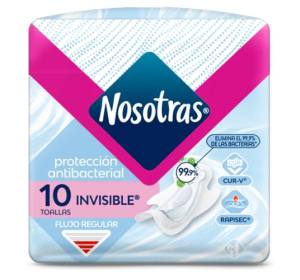 Nosotras®
ELIMINA EL 99.9%
DE LAS BACTERIAS*
protección
antibacterial
99.9%
10 INVISIBLE®
TOALLAS
CUR-V®
FLUJO REGULAR
RAPISEC®